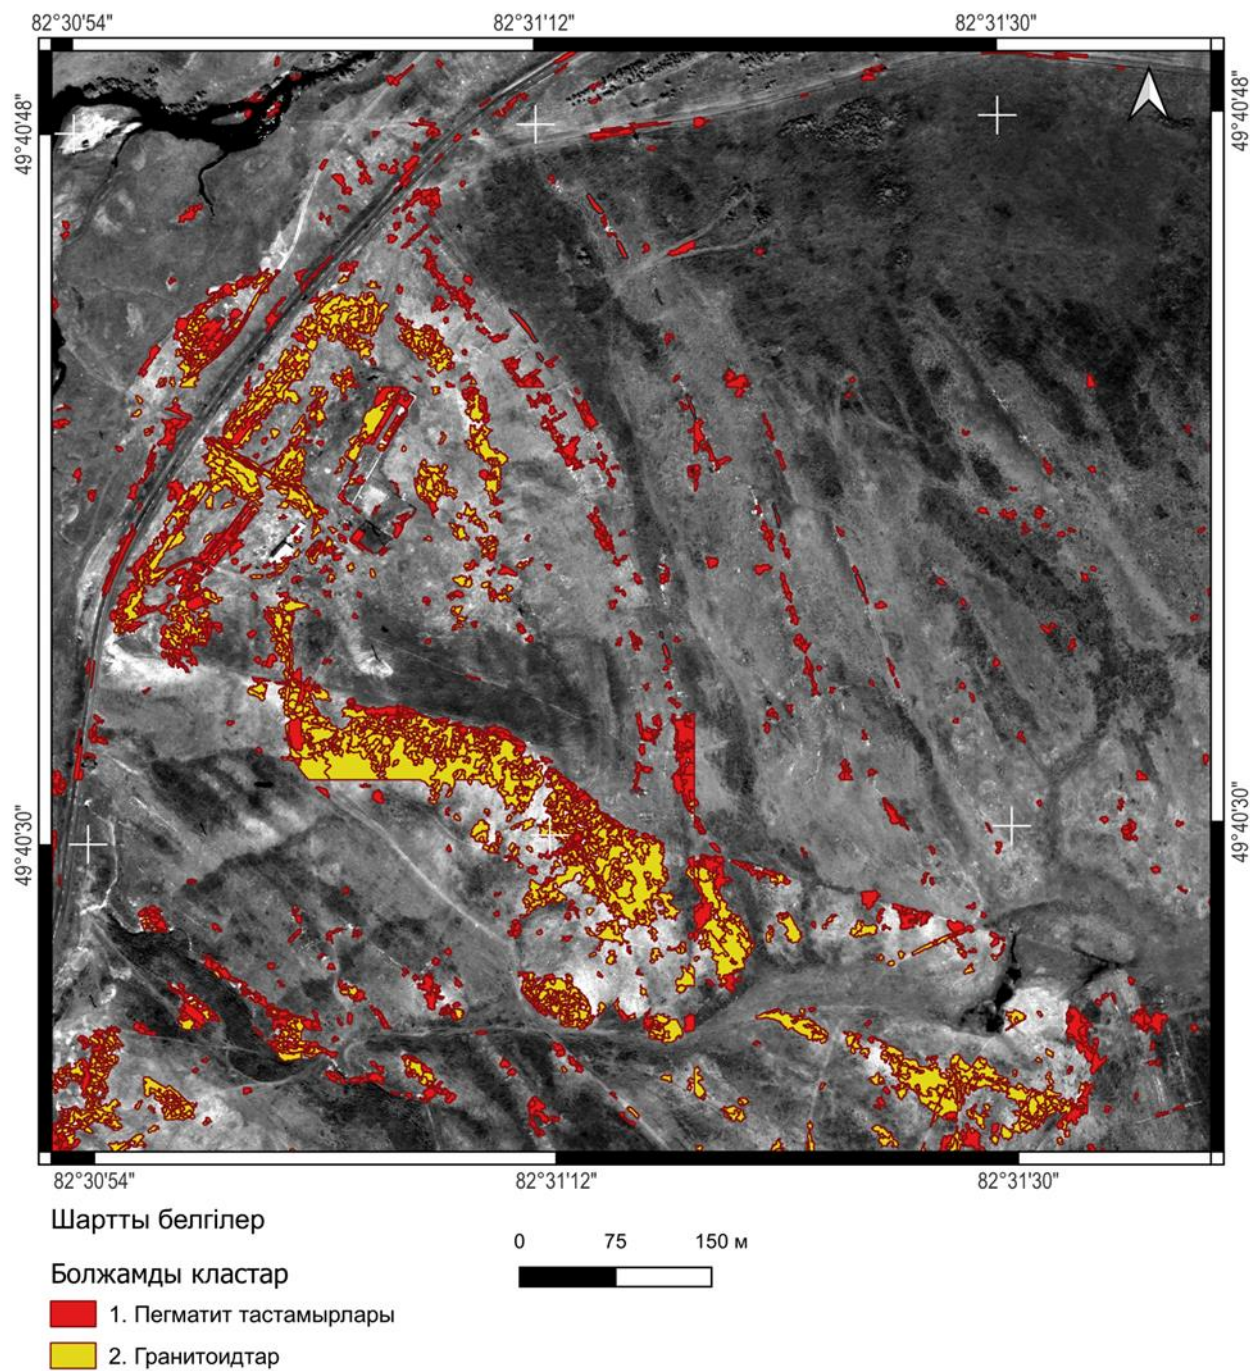 82°30'54" 82°31'12" 82°31'30"
49°40'48" 49°40'48"
49°40'30" 49°40'30"
82°30'54" 82°31'12" 82°31'30"
Шартты белгілер
0 75 150 м
Болжамды кластар
1. Пегматит тастамырлары
2. Гранитоидтар